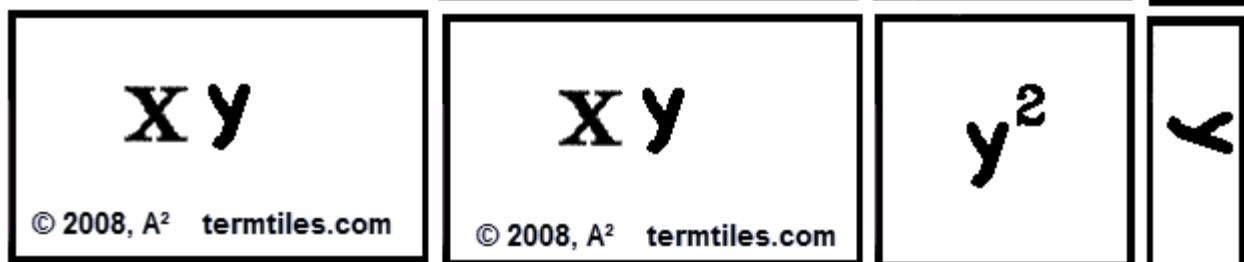 x y
© 2008, A² termtiles.com
x y
© 2008, A² termtiles.com
y²
y